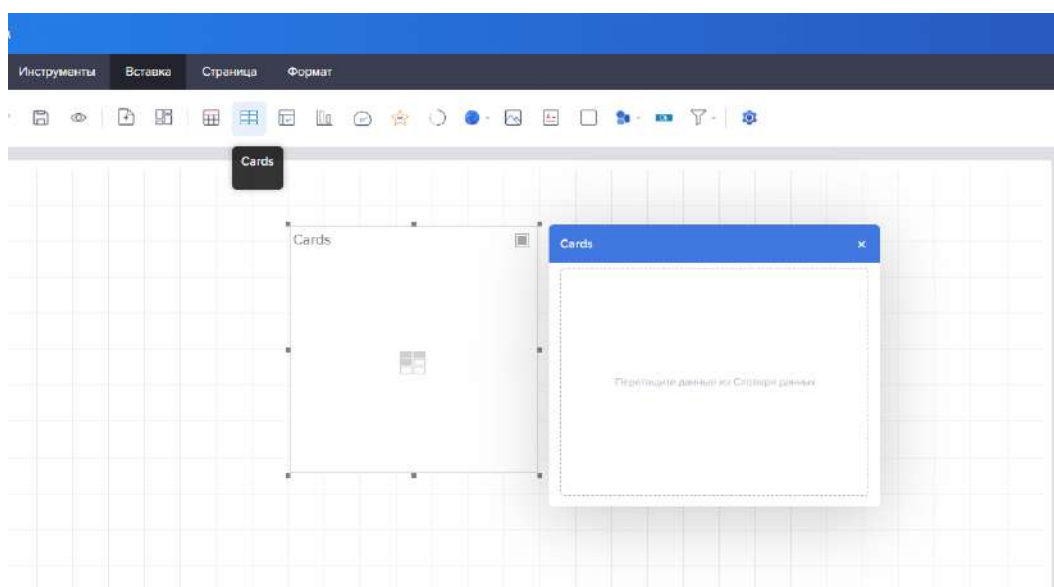 Инструменты Вставка Страница Формат
Cards
Cards
Cards ×
Перетащите данные из Словаря данных